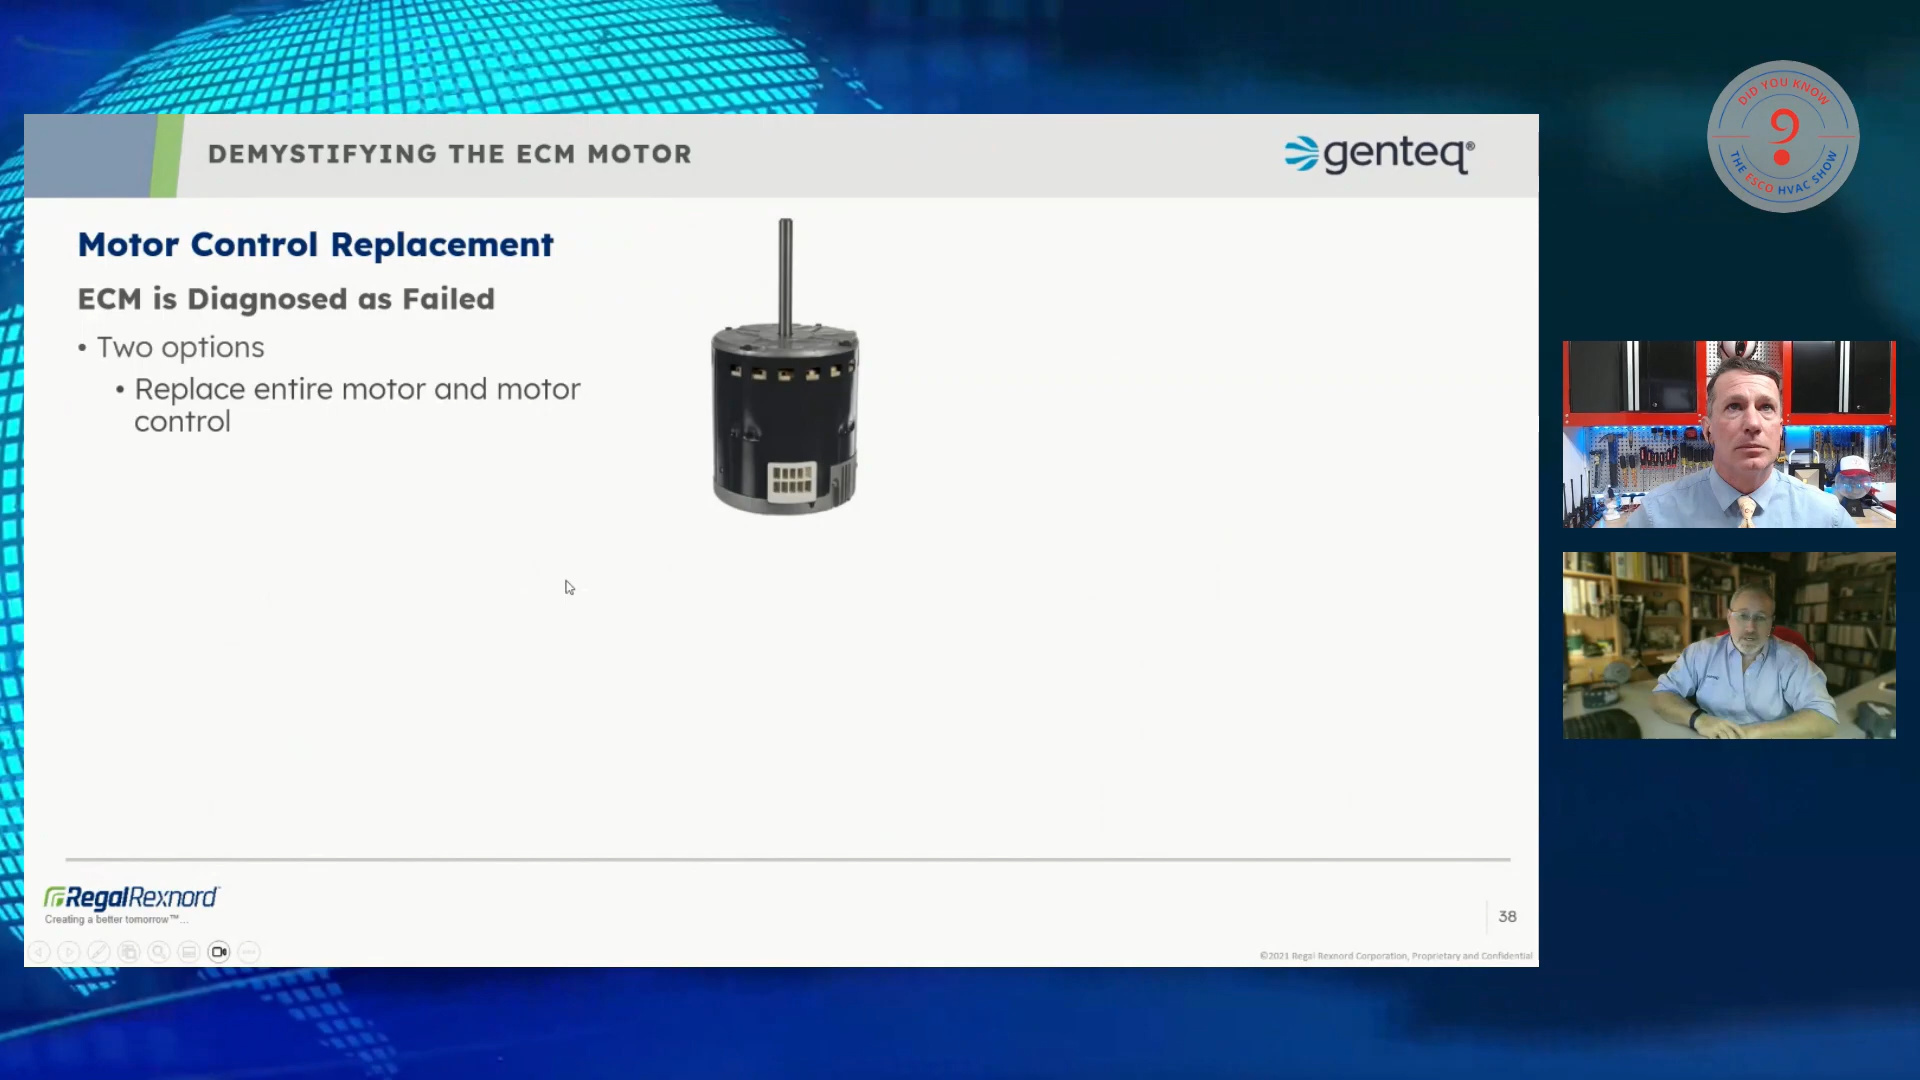 DID YOU KNOW
?
THE ESCO HVAC SHOW
DEMYSTIFYING THE ECM MOTOR
genteq®
Motor Control Replacement
ECM is Diagnosed as Failed
• Two options
• Replace entire motor and motor
control
RegalRexnord
Creating a better tomorrow™...
38
©2021 Regal Rexnord Corporation, Proprietary and Confidential